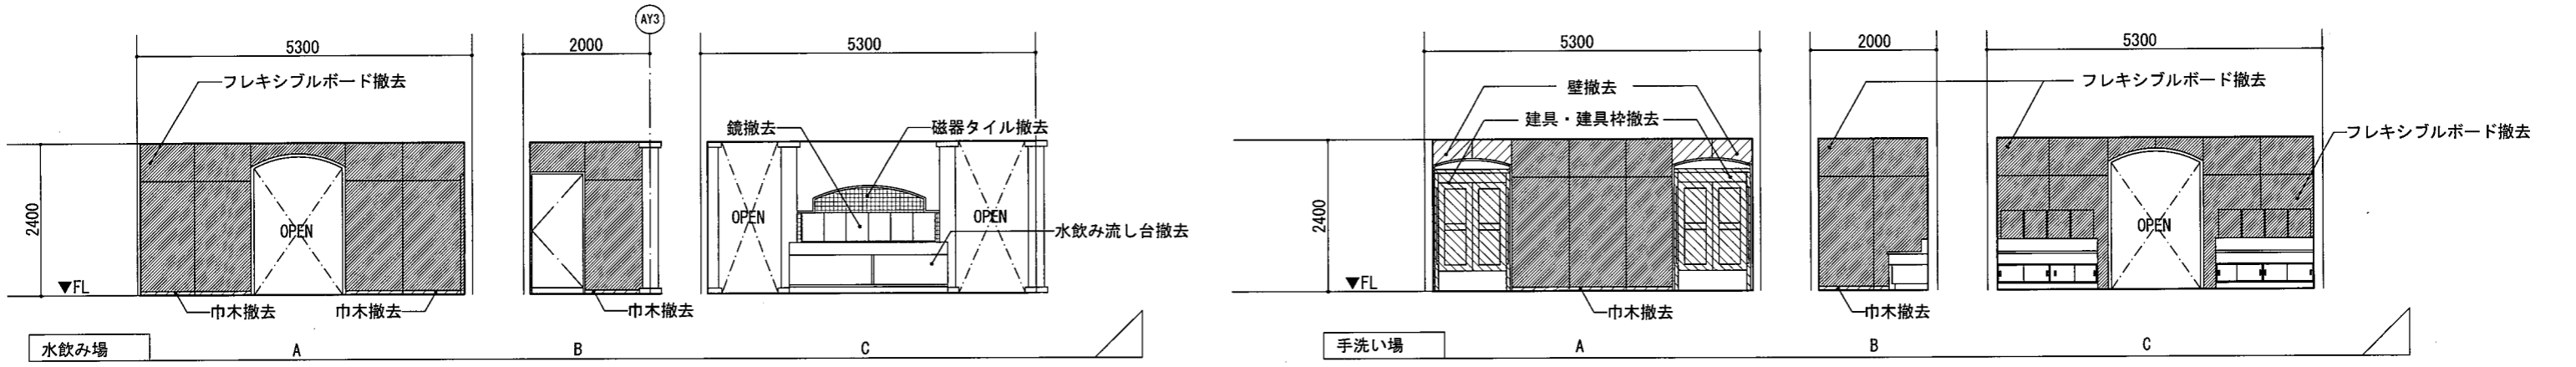 AY3
5300
2000
5300
フレキシブルボード撤去
鏡撤去
磁器タイル撤去
2400
OPEN
OPEN
OPEN
水飲み流し台撤去
▼FL
巾木撤去
巾木撤去
巾木撤去
水飲み場
A
B
C
5300
2000
5300
壁撤去
フレキシブルボード撤去
建具・建具枠撤去
フレキシブルボード撤去
2400
OPEN
▼FL
巾木撤去
巾木撤去
手洗い場
A
B
C